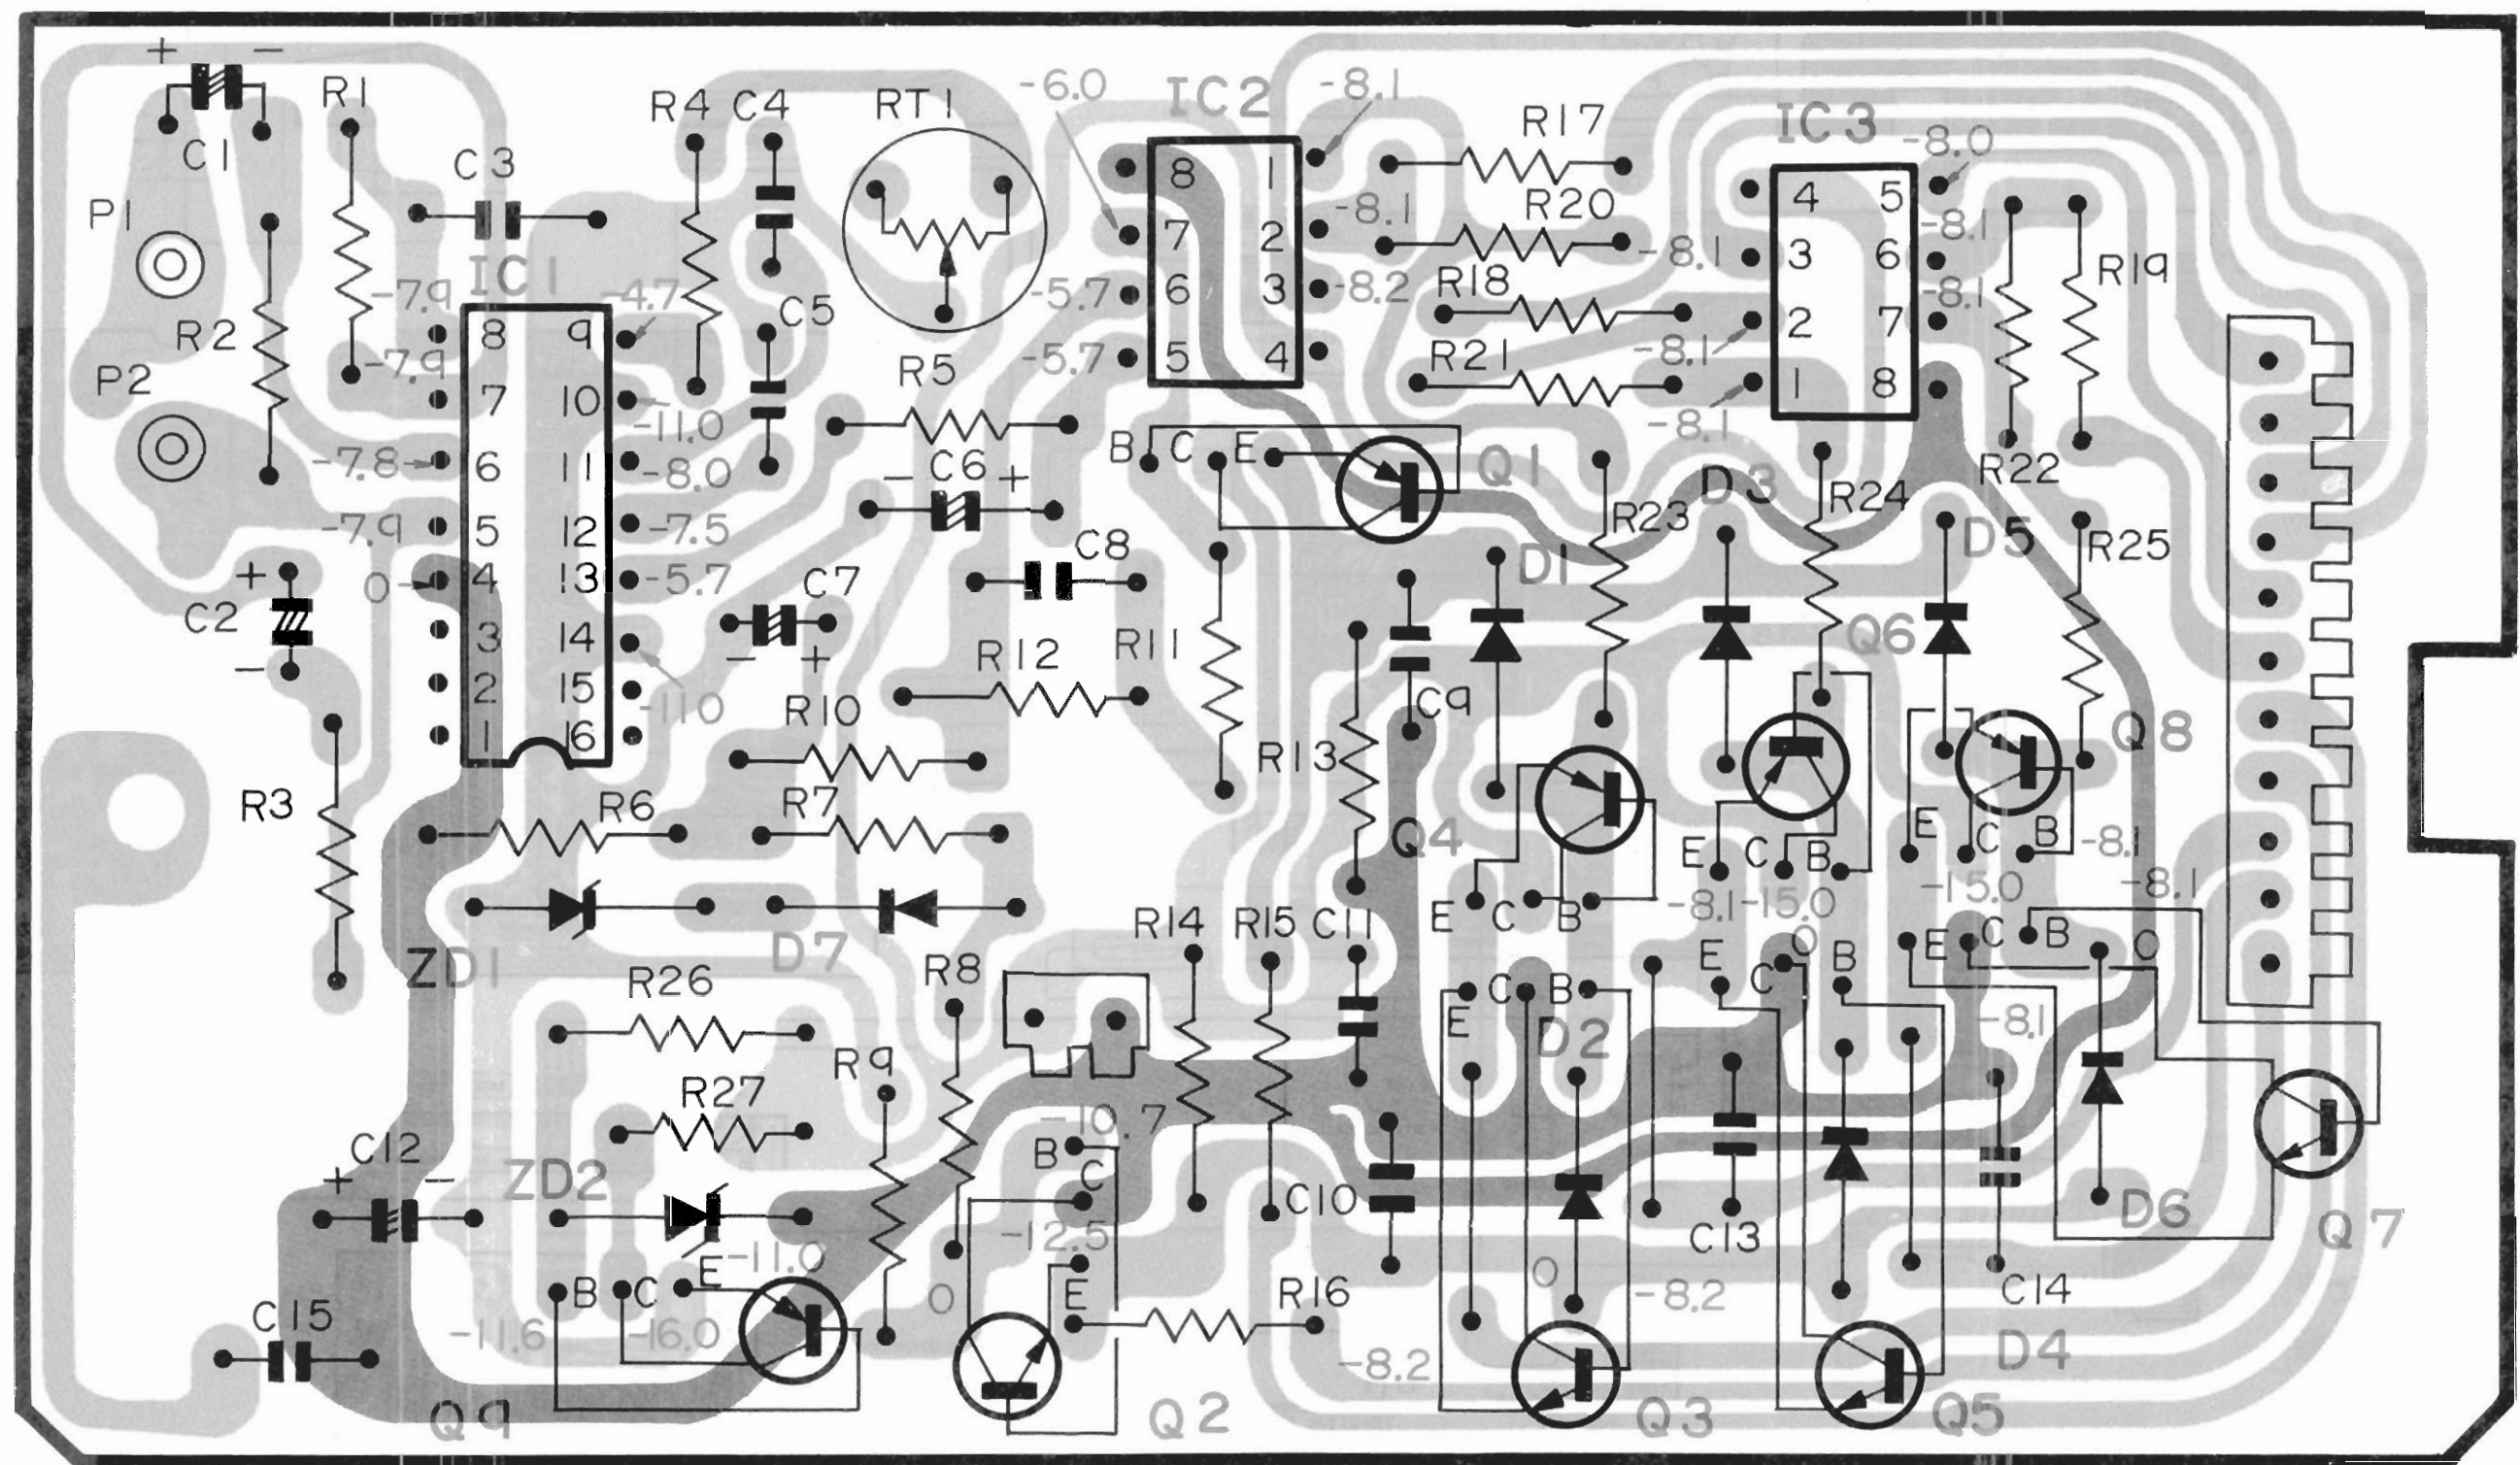 + -
C1
R1
C3
R4
C4
RT1
-6.0
IC2
-8.1
R17
IC3
-8.0
P1
8 1
7 2
6 3
5 4
-8.1
-8.2
-5.7
-5.7
R20
R18
R21
-8.1
-8.1
-8.1
4 5
3 6
2 7
1 8
-8.1
-8.1
R19
R22
IC1
-7.9
-4.7
R2
P2
-7.9
C5
R5
8 9
7 10
6 11
5 12
4 13
3 14
2 15
1 16
-11.0
-7.8
-8.0
-7.9
-7.5
0
-5.7
-110
- C6 +
B C E
Q1
D3
R23
R24
D5
R25
C8
D1
+
C2
-
C7
- +
R12
R11
Q6
R10
C9
R13
Q8
R3
R6
R7
Q4
E C B
E C B
E C B
-8.1
-8.1
-15.0
-15.0
-8.1
ZD1
D7
R14
R15
C11
E C B
0
E C B
0
R26
R8
E C B
D2
-8.1
R27
R9
-10.7
C12
+ -
ZD2
B
C
E
-12.5
C10
C13
D6
Q7
-11.0
B C E
0
R16
0
-8.2
C14
C15
-11.6
-16.0
-8.2
D4
Q9
Q2
Q3
Q5